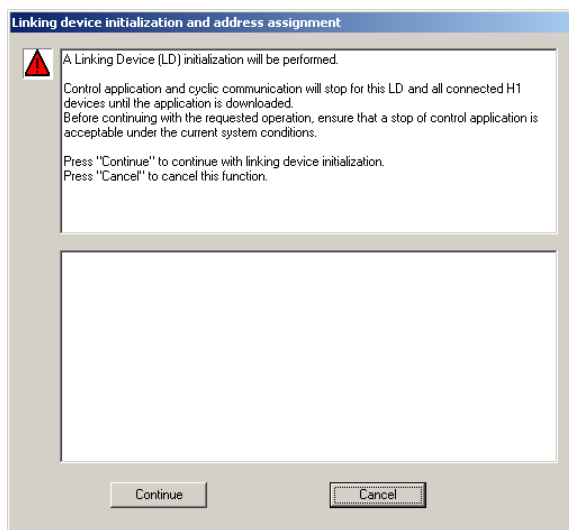 Linking device initialization and address assignment
A Linking Device (LD) initialization will be performed.
Control application and cyclic communication will stop for this LD and all connected H1
devices until the application is downloaded.
Before continuing with the requested operation, ensure that a stop of control application is
acceptable under the current system conditions.
Press "Continue" to continue with linking device initialization.
Press "Cancel" to cancel this function.
Continue
Cancel